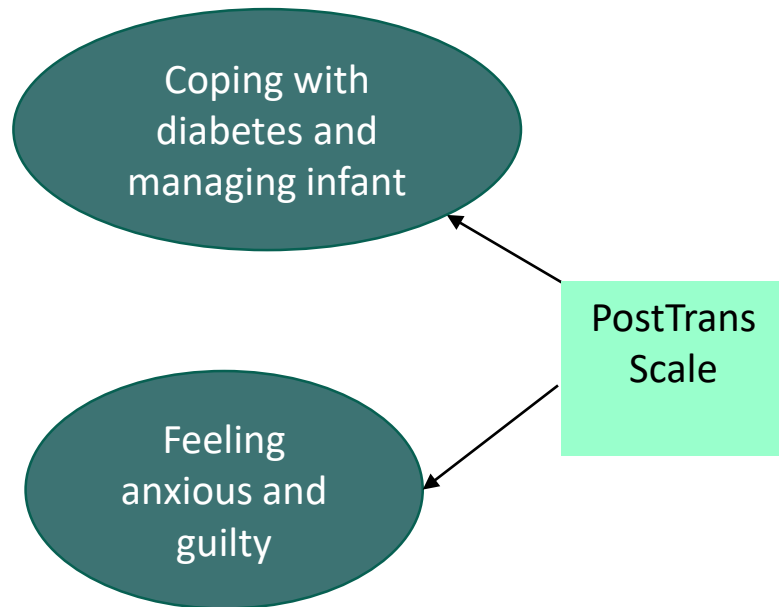 Coping with
diabetes and
managing infant
PostTrans
Scale
Feeling
anxious and
guilty